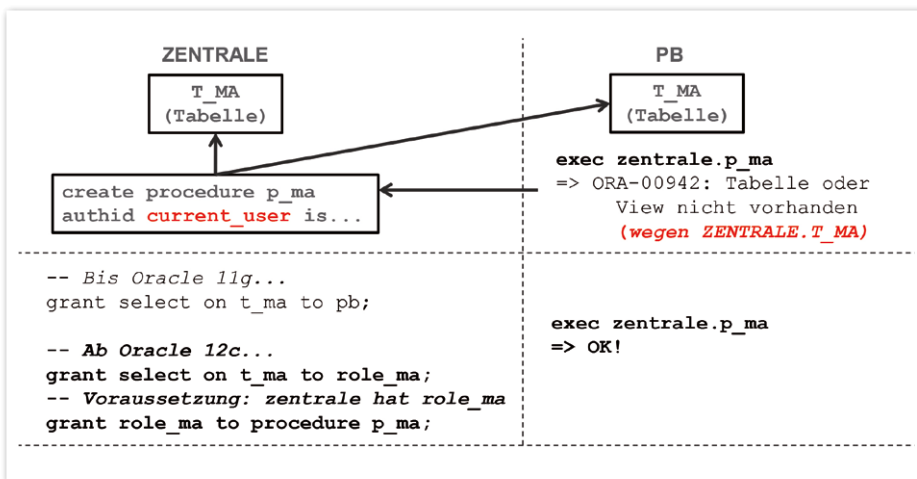 ZENTRALE
T_MA
(Tabelle)
create procedure p_ma
authid current_user is...
PB
T_MA
(Tabelle)
exec zentrale.p_ma
=> ORA-00942: Tabelle oder
View nicht vorhanden
(wegen ZENTRALE.T_MA)
-- Bis Oracle 11g...
grant select on t_ma to pb;
-- Ab Oracle 12c...
grant select on t_ma to role_ma;
-- Voraussetzung: zentrale hat role_ma
grant role_ma to procedure p_ma;
exec zentrale.p_ma
=> OK!